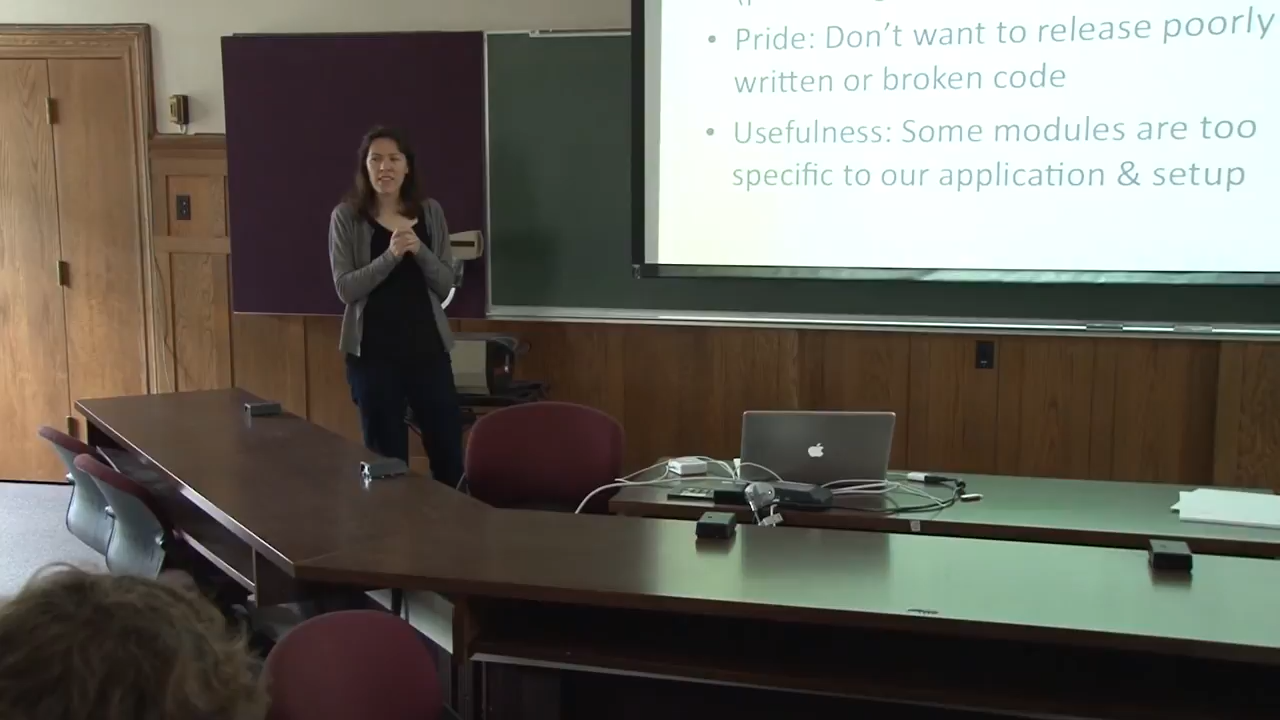 • Pride: Don't want to release poorly
written or broken code
• Usefulness: Some modules are too
specific to our application & setup